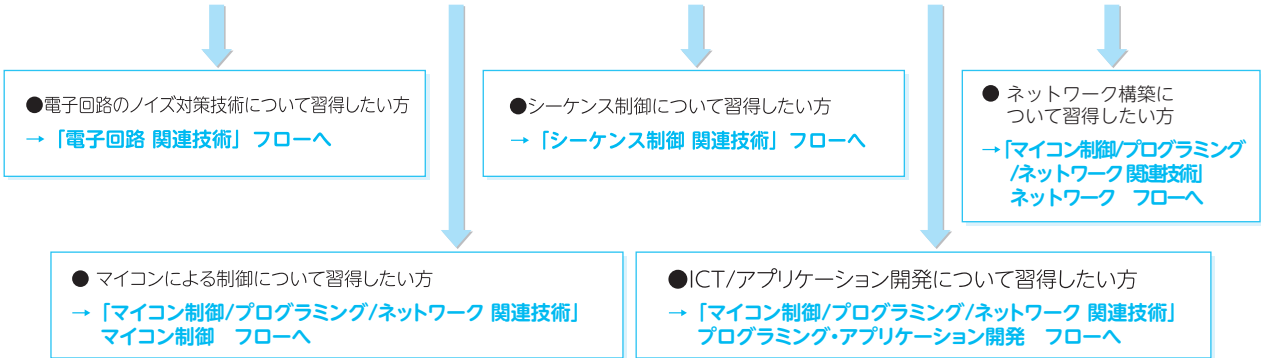 ●電子回路のノイズ対策技術について習得したい方
→「電子回路 関連技術」フローへ
●シーケンス制御について習得したい方
→「シーケンス制御 関連技術」フローへ
● ネットワーク構築に
ついて習得したい方
→「マイコン制御/プログラミング
/ネットワーク 関連技術」
ネットワーク　フローへ
● マイコンによる制御について習得したい方
→「マイコン制御/プログラミング/ネットワーク 関連技術」
マイコン制御　フローへ
●ICT/アプリケーション開発について習得したい方
→「マイコン制御/プログラミング/ネットワーク 関連技術」
プログラミング・アプリケーション開発　フローへ